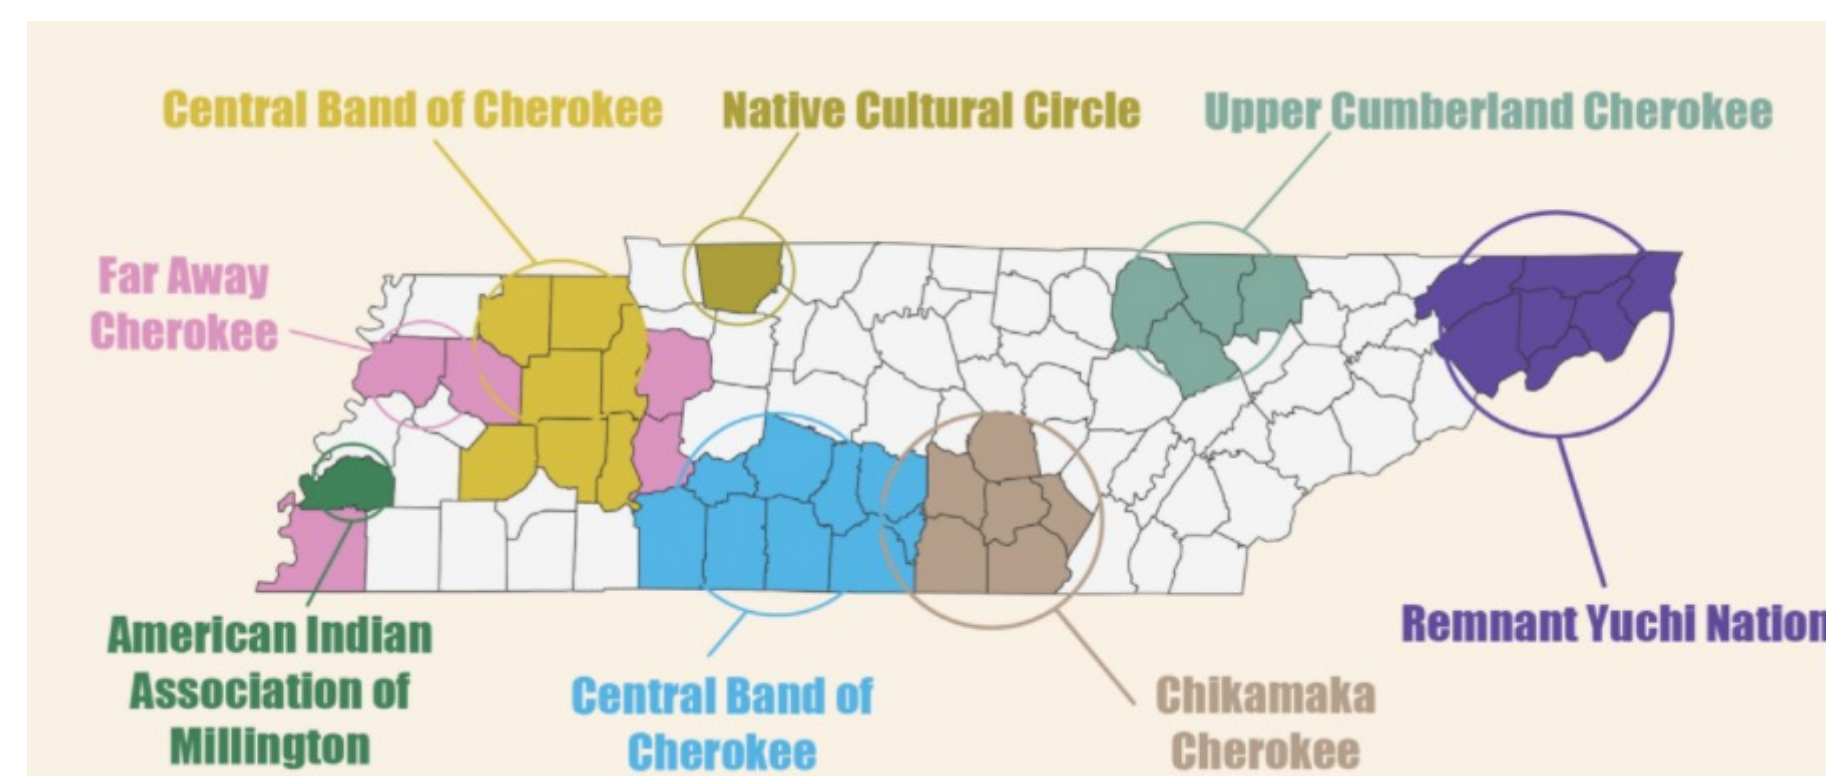 Central Band of Cherokee
Native Cultural Circle
Upper Cumberland Cherokee
Far Away
Cherokee
American Indian
Association of
Millington
Central Band of
Cherokee
Chikamaka
Cherokee
Remnant Yuchi Nation